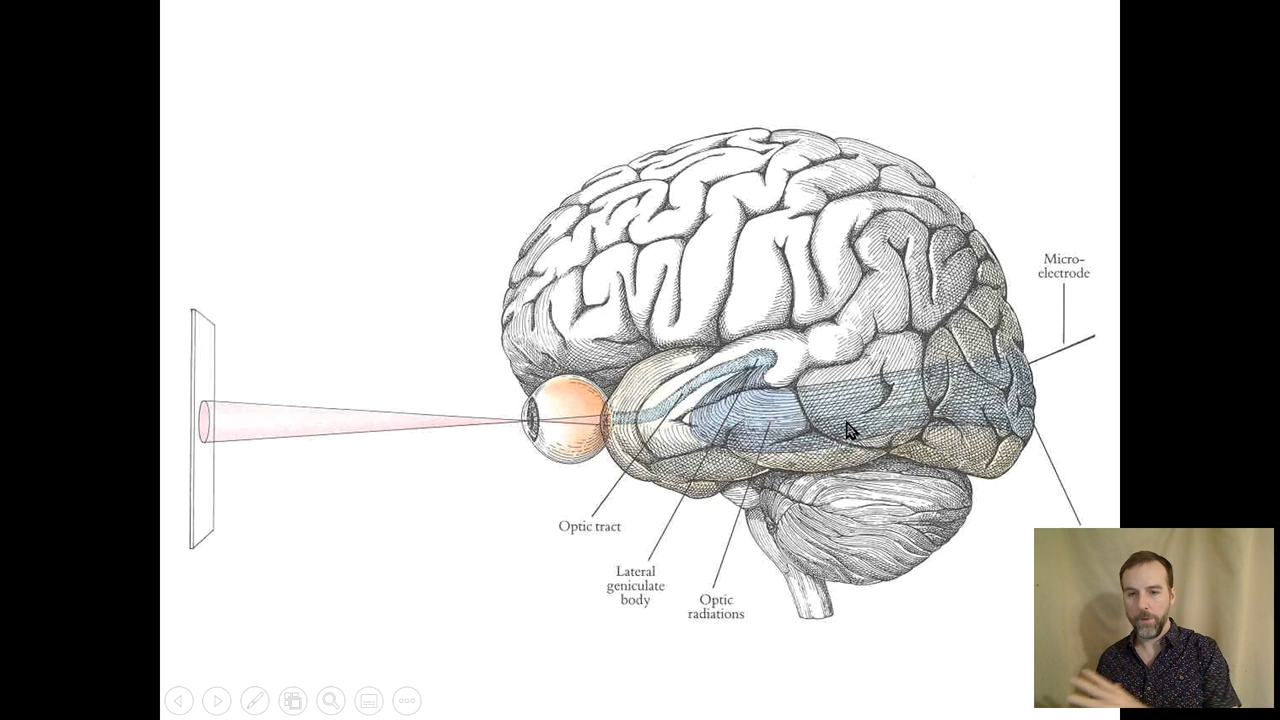 Micro-
electrode
Optic tract
Lateral
geniculate
body
Optic
radiations